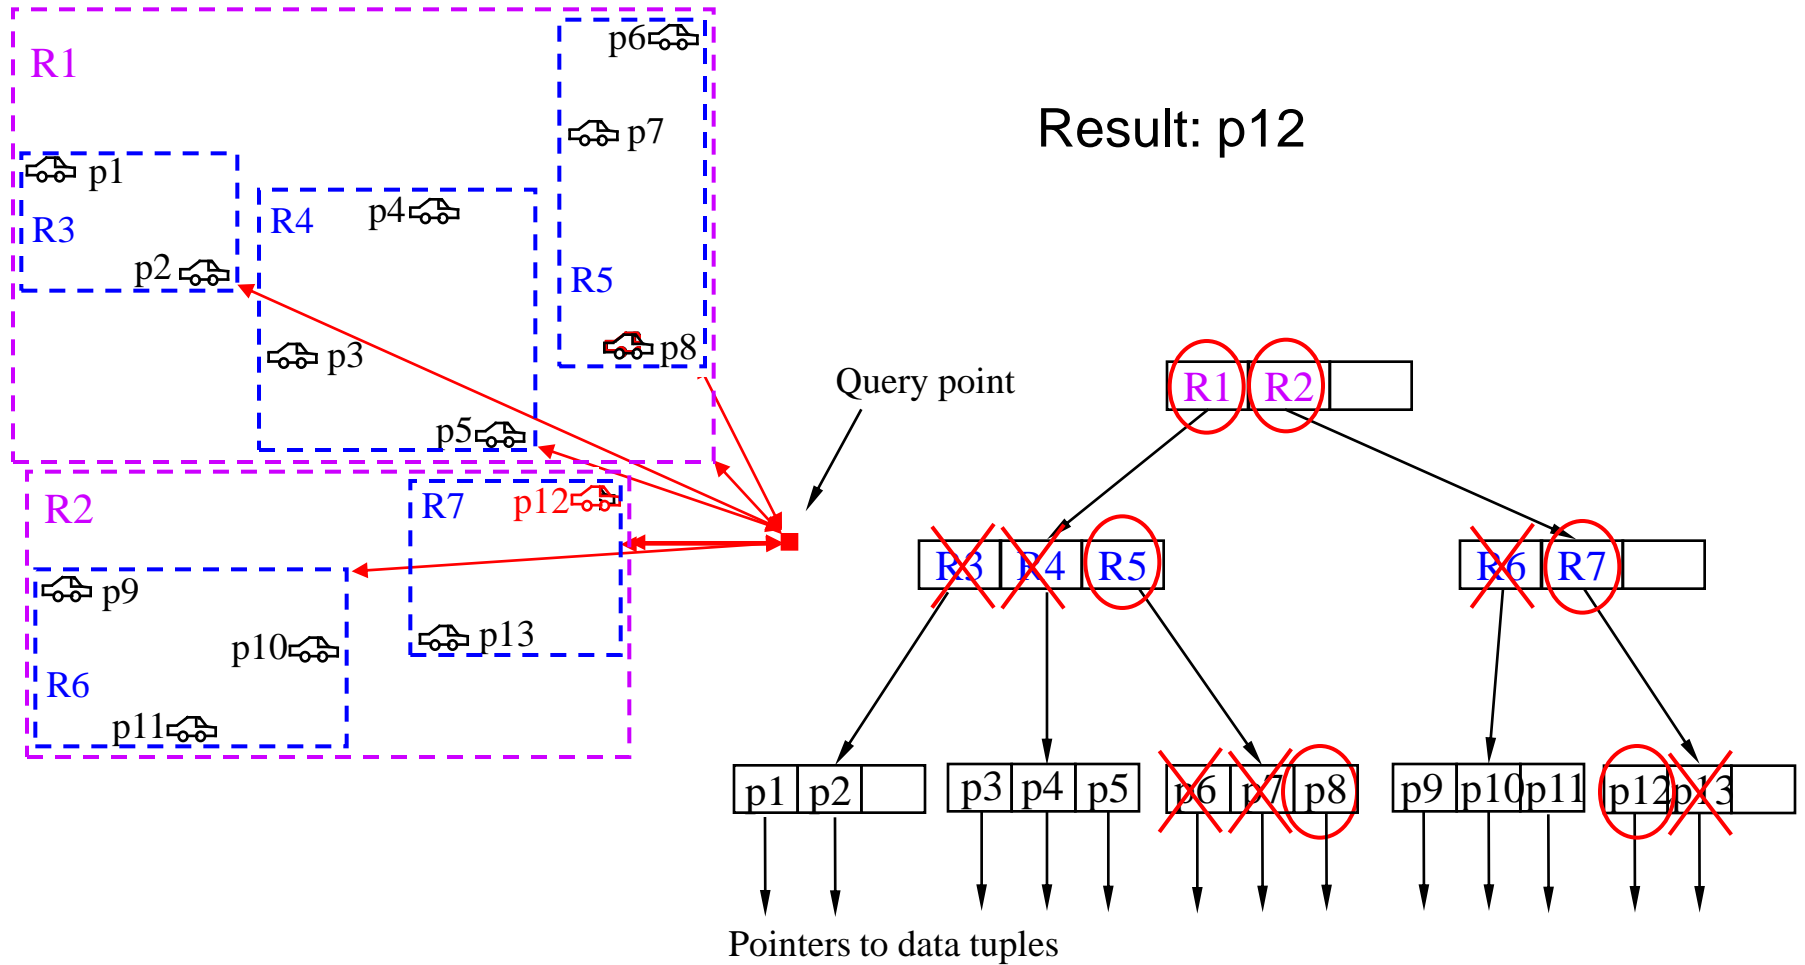 p6
R1
Result: p12
p7
p1
R3
R4
p4
p2
R5
p3
p8
Query point
R1 R2
p5
R2
R7
p12
R3 R4 R5
R6 R7
p9
p10
p13
R6
p11
p1 p2
p3 p4 p5
p6 p7 p8
p9 p10 p11
p12 p13
Pointers to data tuples